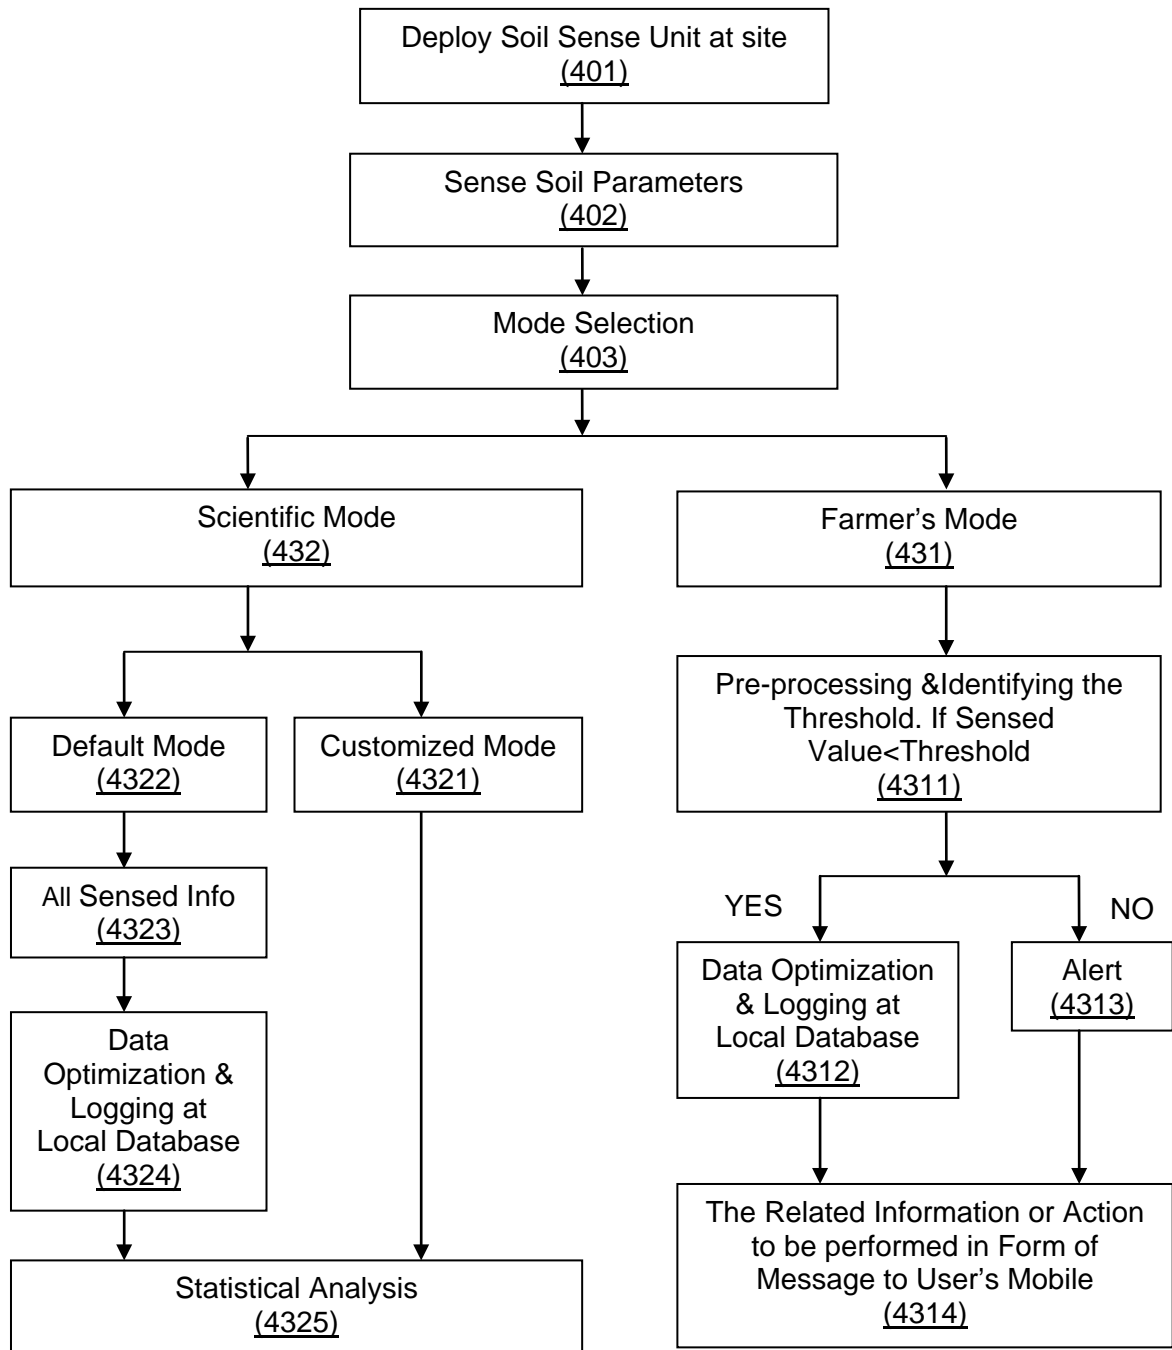 Deploy Soil Sense Unit at site
(401)
Sense Soil Parameters
(402)
Mode Selection
(403)
Scientific Mode
(432)
Farmer’s Mode
(431)
Default Mode
(4322)
Customized Mode
(4321)
Pre-processing &Identifying the
Threshold. If Sensed
Value<Threshold
(4311)
All Sensed Info
(4323)
YES
NO
Data Optimization
& Logging at
Local Database
(4312)
Alert
(4313)
Data
Optimization &
Logging at
Local Database
(4324)
The Related Information or Action
to be performed in Form of
Message to User’s Mobile
(4314)
Statistical Analysis
(4325)